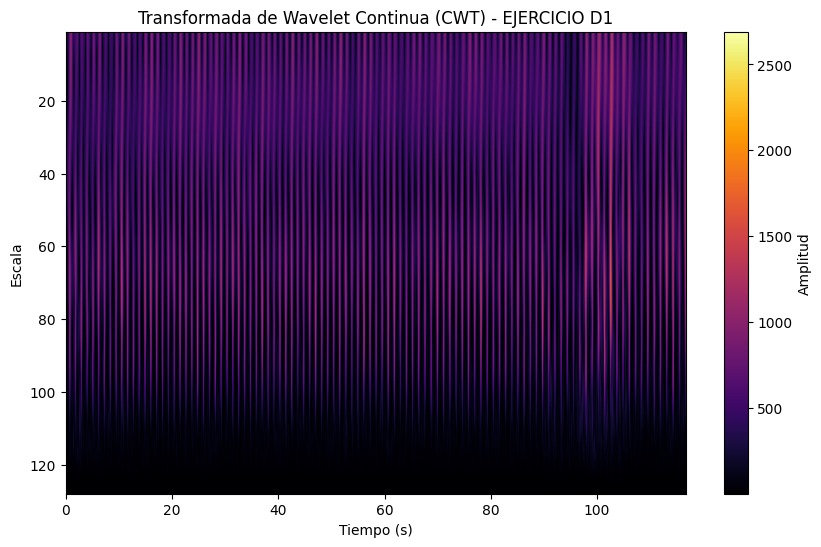 Transformada de Wavelet Continua (CWT) - EJERCICIO D1
20
40
60
80
100
120
Escala
0 20 40 60 80 100
Tiempo (s)
2500
2000
1500
1000
500
Amplitud